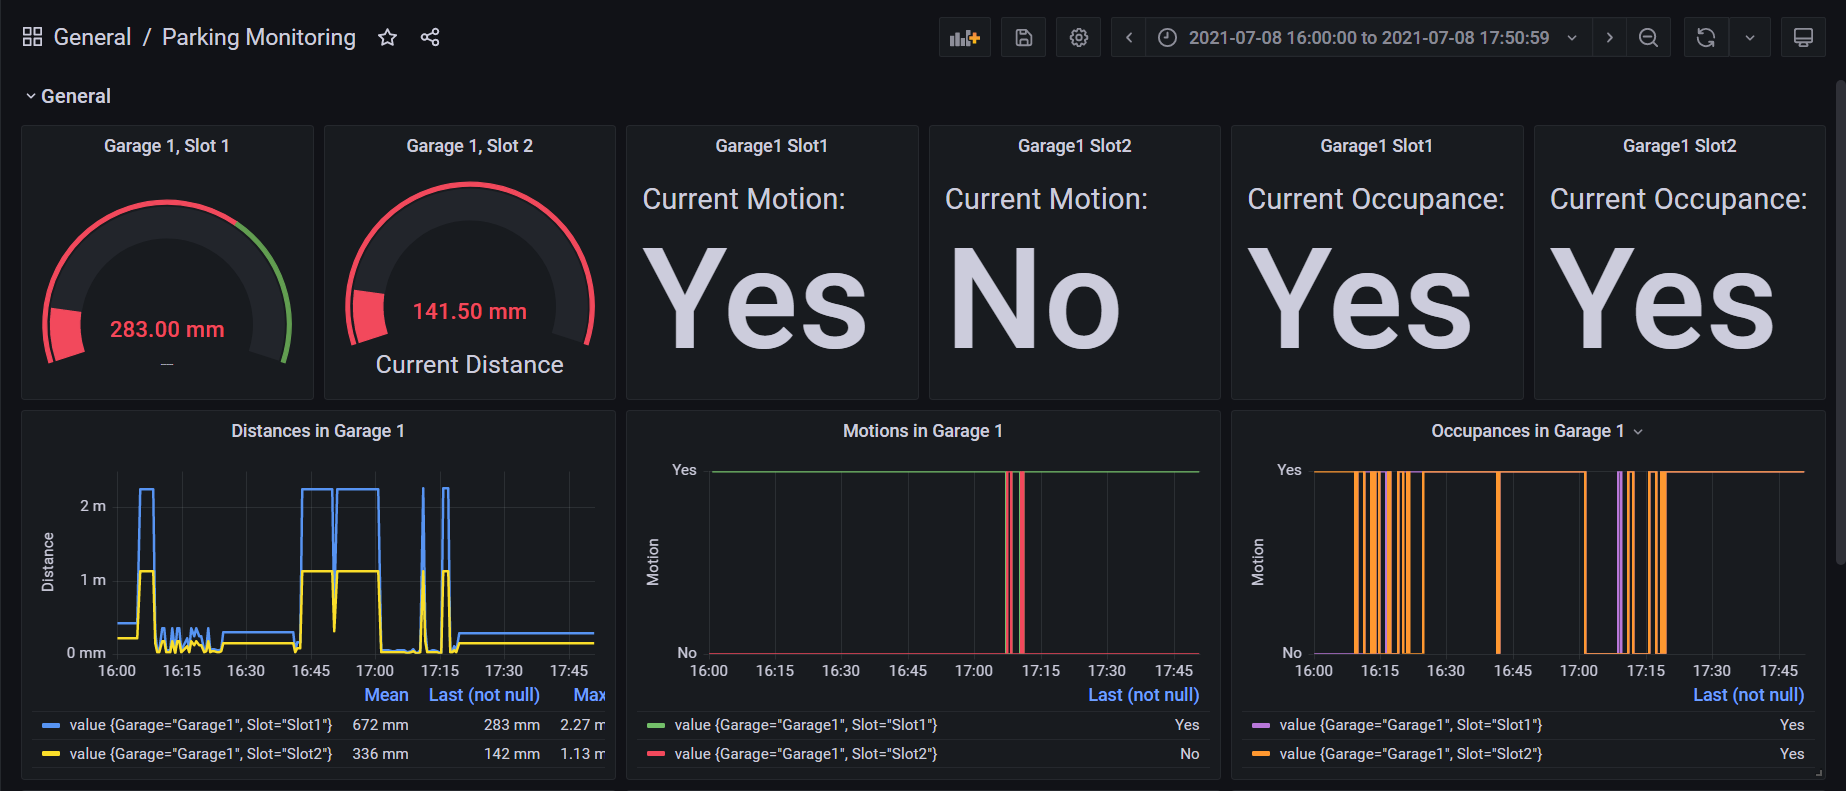 General / Parking Monitoring
2021-07-08 16:00:00 to 2021-07-08 17:50:59
General
Garage 1, Slot 1
283.00 mm
Garage 1, Slot 2
141.50 mm
Current Distance
Garage1 Slot1
Current Motion:
Yes
Garage1 Slot2
Current Motion:
No
Garage1 Slot1
Current Occupance:
Yes
Garage1 Slot2
Current Occupance:
Yes
Distances in Garage 1
Distance
2 m
1 m
0 mm
16:00 16:15 16:30 16:45 17:00 17:15 17:30 17:45
Mean Last (not null) Max
value {Garage="Garage1", Slot="Slot1"} 672 mm 283 mm 2.27 m
value {Garage="Garage1", Slot="Slot2"} 336 mm 142 mm 1.13 m
Motions in Garage 1
Motion
Yes
No
16:00 16:15 16:30 16:45 17:00 17:15 17:30 17:45
Last (not null)
value {Garage="Garage1", Slot="Slot1"} Yes
value {Garage="Garage1", Slot="Slot2"} No
Occupances in Garage 1
Motion
Yes
No
16:00 16:15 16:30 16:45 17:00 17:15 17:30 17:45
Last (not null)
value {Garage="Garage1", Slot="Slot1"} Yes
value {Garage="Garage1", Slot="Slot2"} Yes